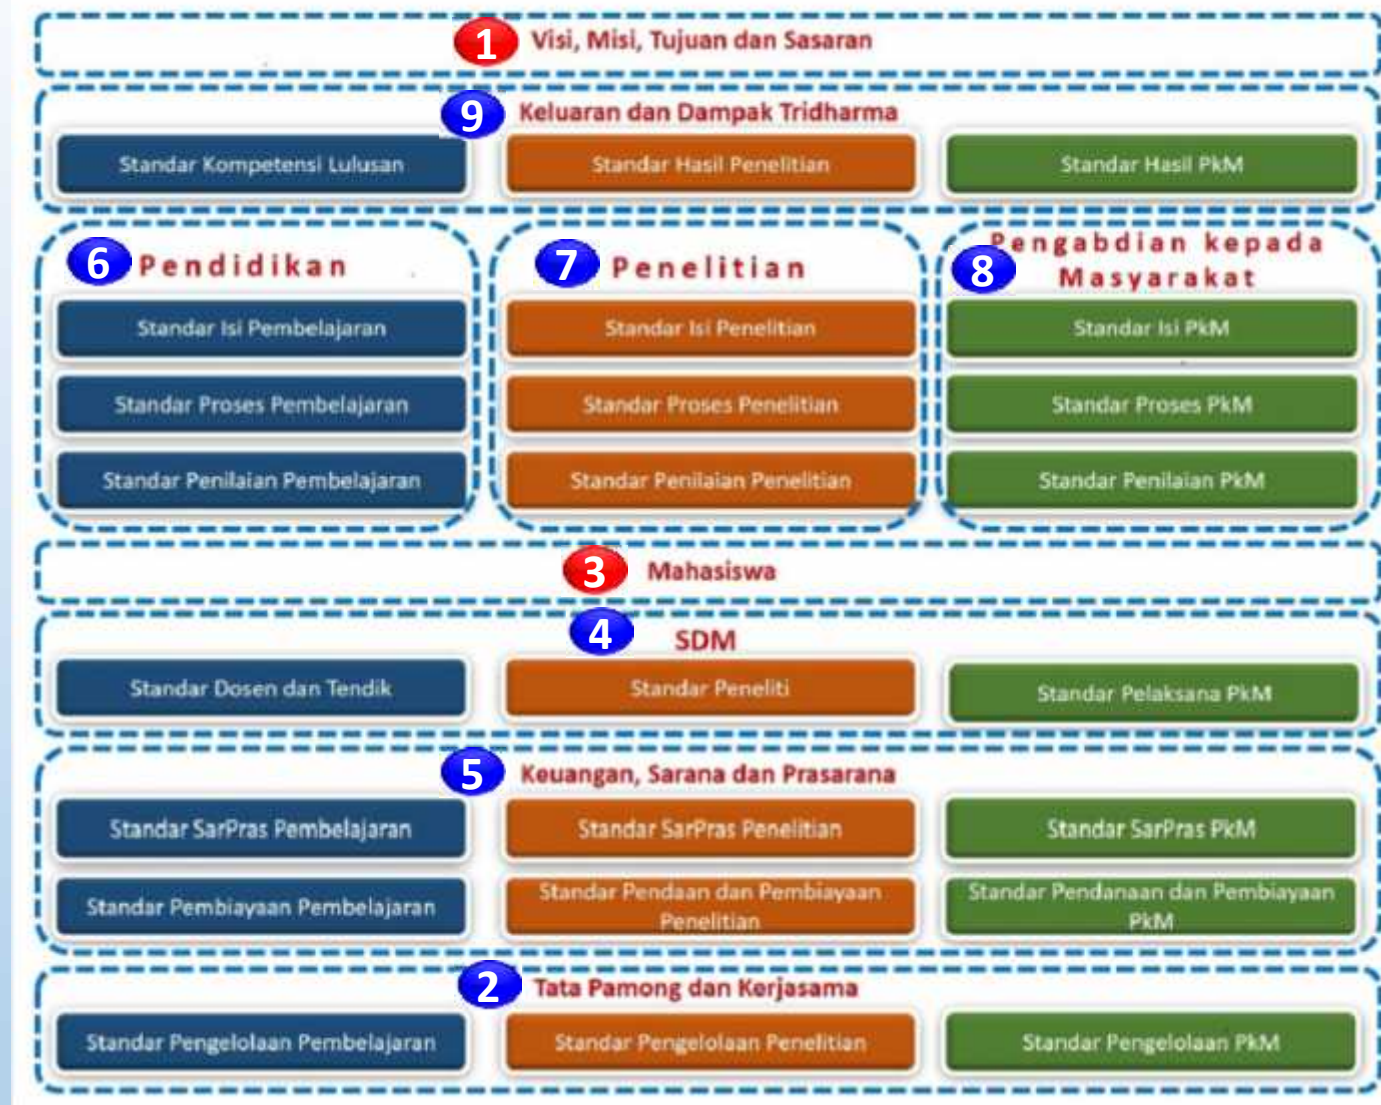 1 Visi, Misi, Tujuan dan Sasaran
9 Keluaran dan Dampak Tridharma
Standar Kompetensi Lulusan
Standar Hasil Penelitian
Standar Hasil PkM
6 Pendidikan
Standar Isi Pembelajaran
Standar Proses Pembelajaran
Standar Penilaian Pembelajaran
7 Penelitian
Standar Isi Penelitian
Standar Proses Penelitian
Standar Penilaian Penelitian
8 Pengabdian kepada
Masyarakat
Standar Isi PkM
Standar Proses PkM
Standar Penilaian PkM
3 Mahasiswa
4 SDM
Standar Dosen dan Tendik
Standar Peneliti
Standar Pelaksana PkM
5 Keuangan, Sarana dan Prasarana
Standar SarPras Pembelajaran
Standar SarPras Penelitian
Standar SarPras PkM
Standar Pembiayaan Pembelajaran
Standar Pendaan dan Pembiayaan
Penelitian
Standar Pendanaan dan Pembiayaan
PkM
2 Tata Pamong dan Kerjasama
Standar Pengelolaan Pembelajaran
Standar Pengelolaan Penelitian
Standar Pengelolaan PkM